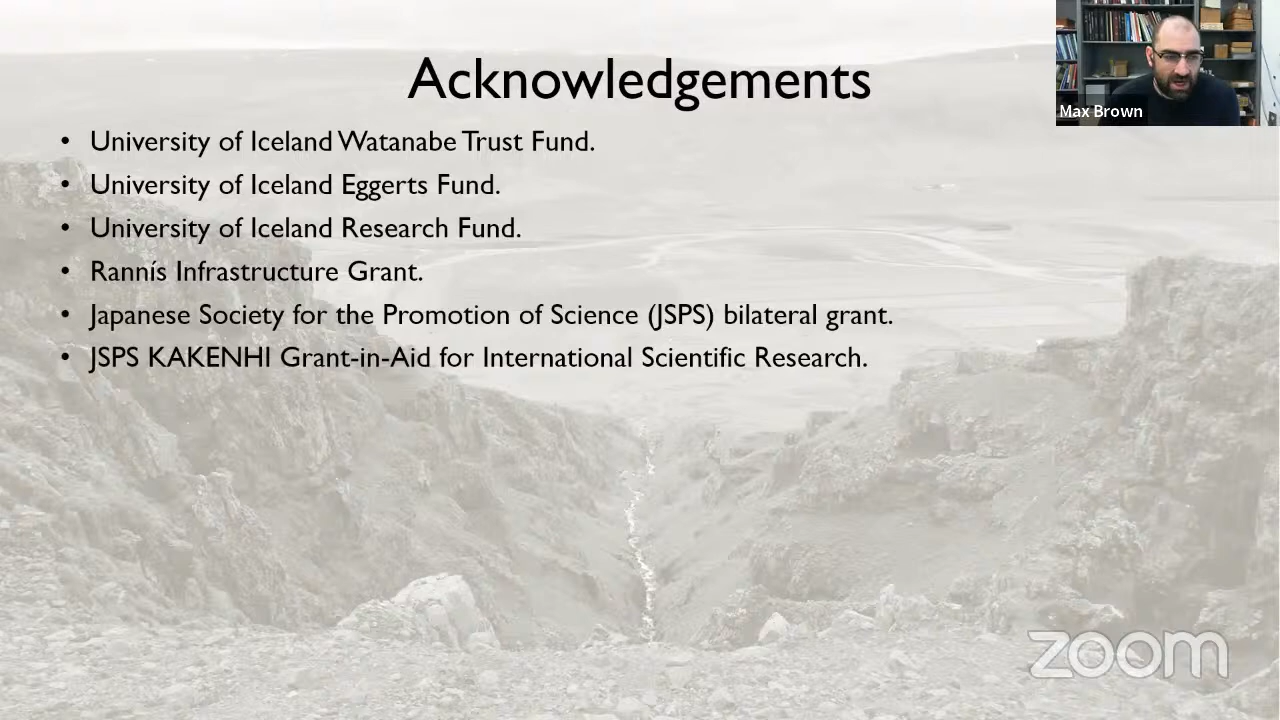 Acknowledgements
Max Brown
• University of Iceland Watanabe Trust Fund.
• University of Iceland Eggerts Fund.
• University of Iceland Research Fund.
• Rannís Infrastructure Grant.
• Japanese Society for the Promotion of Science (JSPS) bilateral grant.
• JSPS KAKENHI Grant-in-Aid for International Scientific Research.
zoom